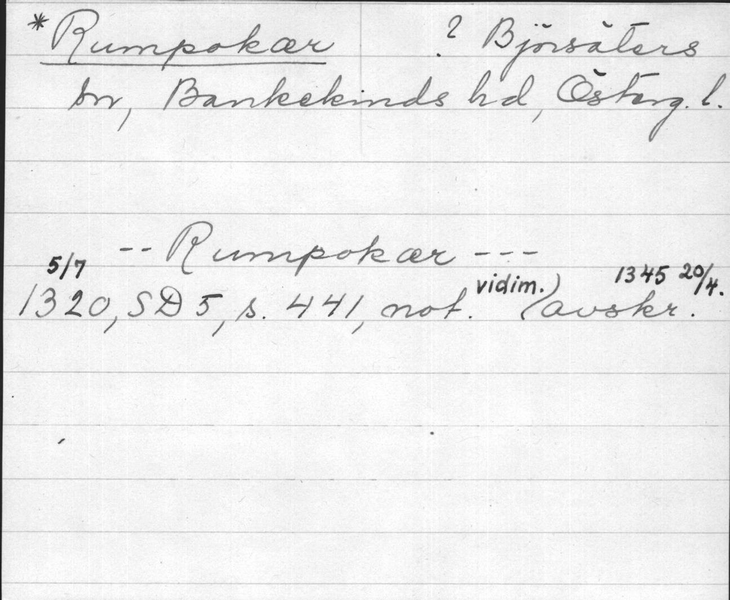 *Rumpokær ? Björsäters
sn, Bankekinds hd, Österg. l.
-- Rumpokær ---
5/7 vidim. 1345 20/4.
1320, SD 5, s. 441, not. avskr.